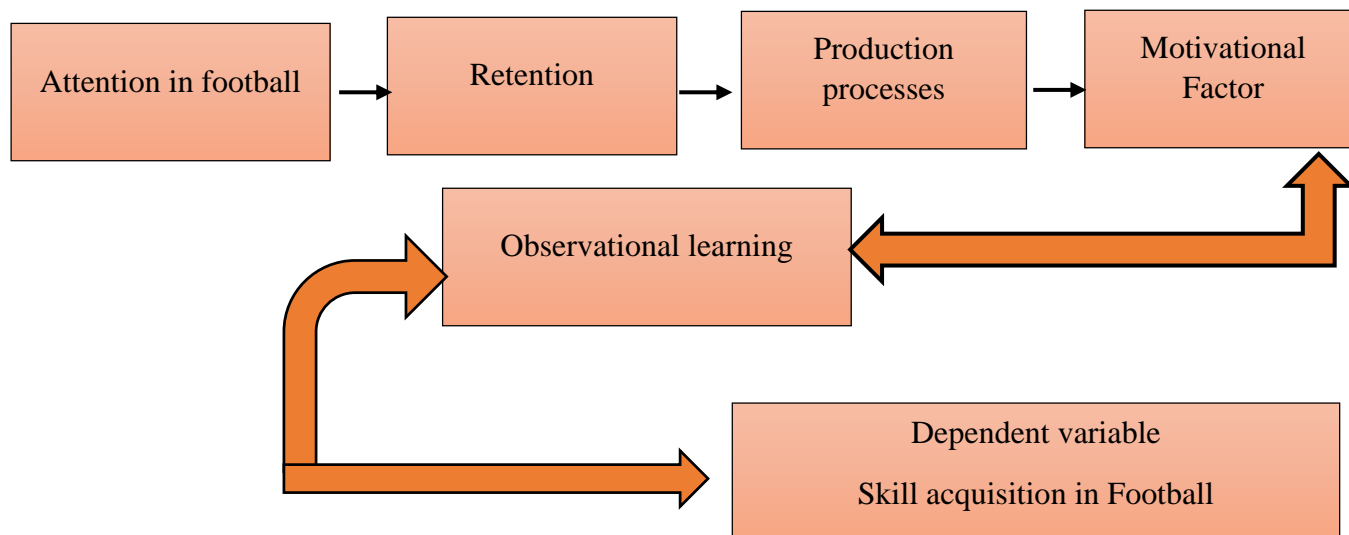 Attention in football
Retention
Production
processes
Motivational
Factor
Observational learning
Dependent variable
Skill acquisition in Football